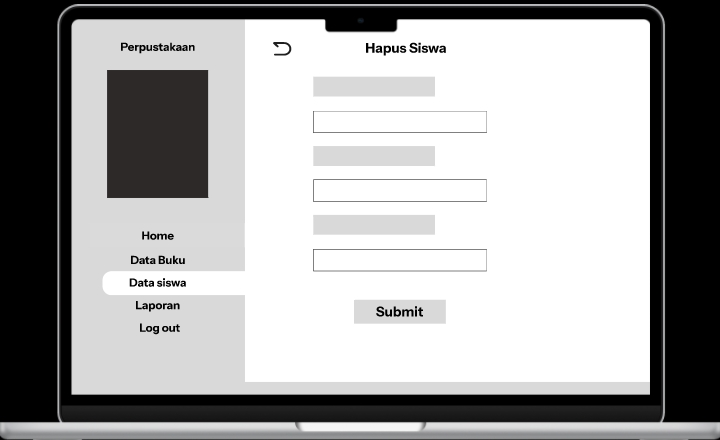 Perpustakaan
Hapus Siswa
Home
Data Buku
Data siswa
Laporan
Log out
Submit